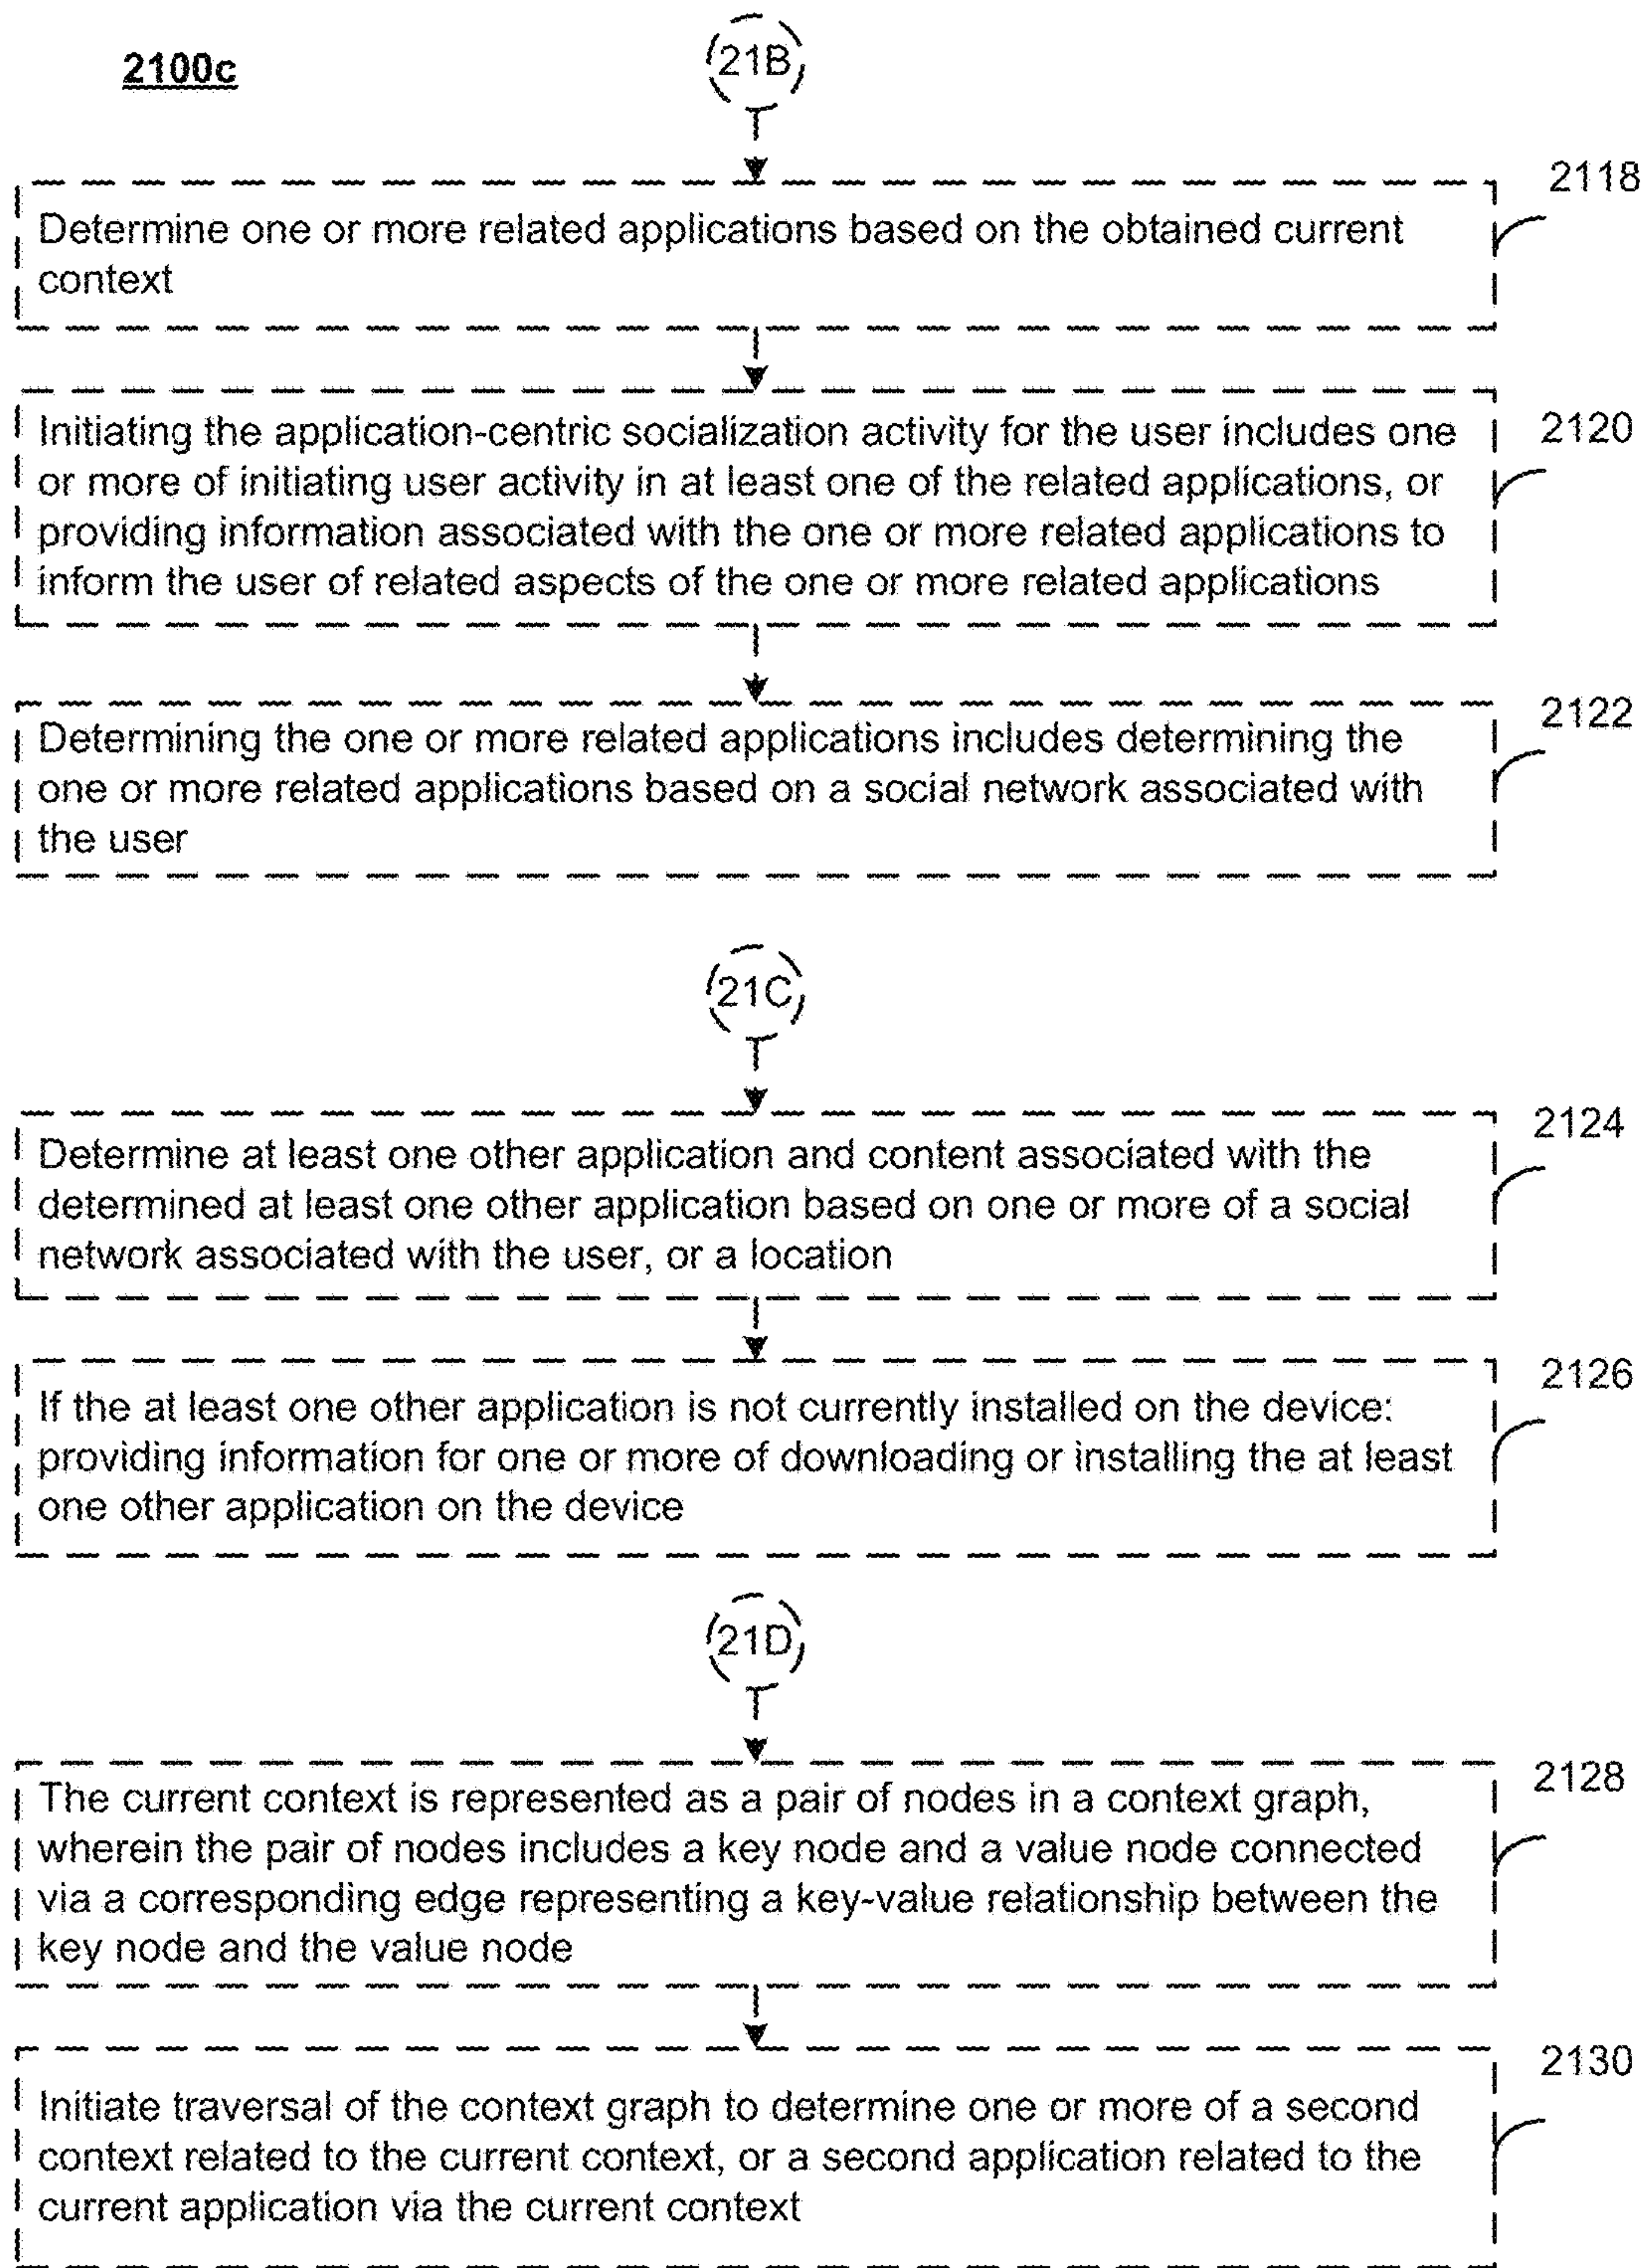 2100c
21B
2118
Determine one or more related applications based on the obtained current
context
2120
Initiating the application-centric socialization activity for the user includes one
or more of initiating user activity in at least one of the related applications, or
providing information associated with the one or more related applications to
inform the user of related aspects of the one or more related applications
2122
Determining the one or more related applications includes determining the
one or more related applications based on a social network associated with
the user
21C
2124
Determine at least one other application and content associated with the
determined at least one other application based on one or more of a social
network associated with the user, or a location
2126
If the at least one other application is not currently installed on the device:
providing information for one or more of downloading or installing the at least
one other application on the device
21D
2128
The current context is represented as a pair of nodes in a context graph,
wherein the pair of nodes includes a key node and a value node connected
via a corresponding edge representing a key-value relationship between the
key node and the value node
2130
Initiate traversal of the context graph to determine one or more of a second
context related to the current context, or a second application related to the
current application via the current context